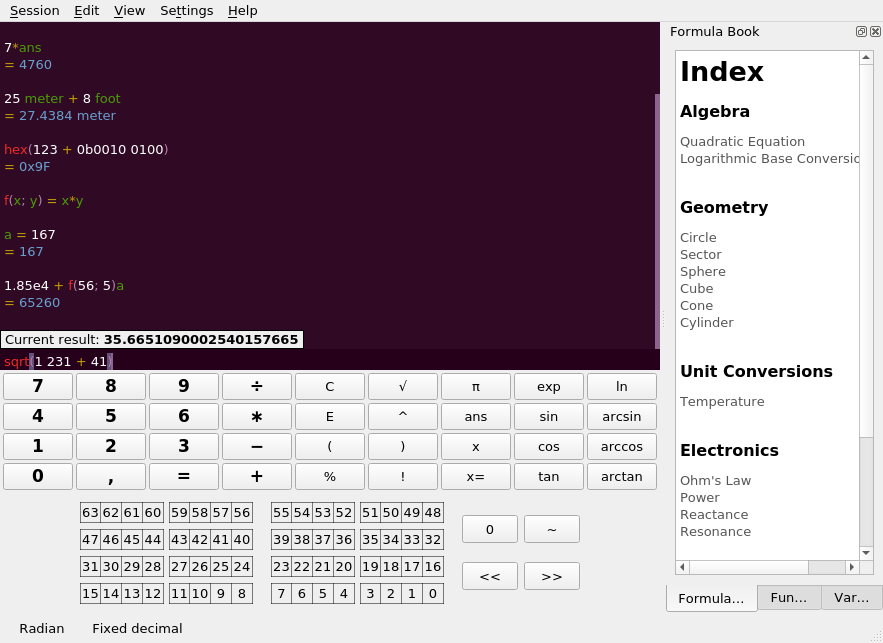 Session Edit View Settings Help
7*ans
= 4760
25 meter + 8 foot
= 27.4384 meter
hex(123 + 0b0010 0100)
= 0x9F
f(x; y) = x*y
a = 167
= 167
1.85e4 + f(56; 5)a
= 65260
Current result: 35.6651090002540157665
sqrt(1 231 + 41)
7 8 9 ÷ C √ π exp ln
4 5 6 ∗ E ^ ans sin arcsin
1 2 3 − ( ) x cos arccos
0 , = + % ! x= tan arctan
63 62 61 60 59 58 57 56 55 54 53 52 51 50 49 48
47 46 45 44 43 42 41 40 39 38 37 36 35 34 33 32
31 30 29 28 27 26 25 24 23 22 21 20 19 18 17 16
15 14 13 12 11 10 9 8 7 6 5 4 3 2 1 0
0 ~
<< >>
Formula Book
Index
Algebra
Quadratic Equation
Logarithmic Base Conversio
Geometry
Circle
Sector
Sphere
Cube
Cone
Cylinder
Unit Conversions
Temperature
Electronics
Ohm's Law
Power
Reactance
Resonance
Formula... Fun... Var...
Radian Fixed decimal